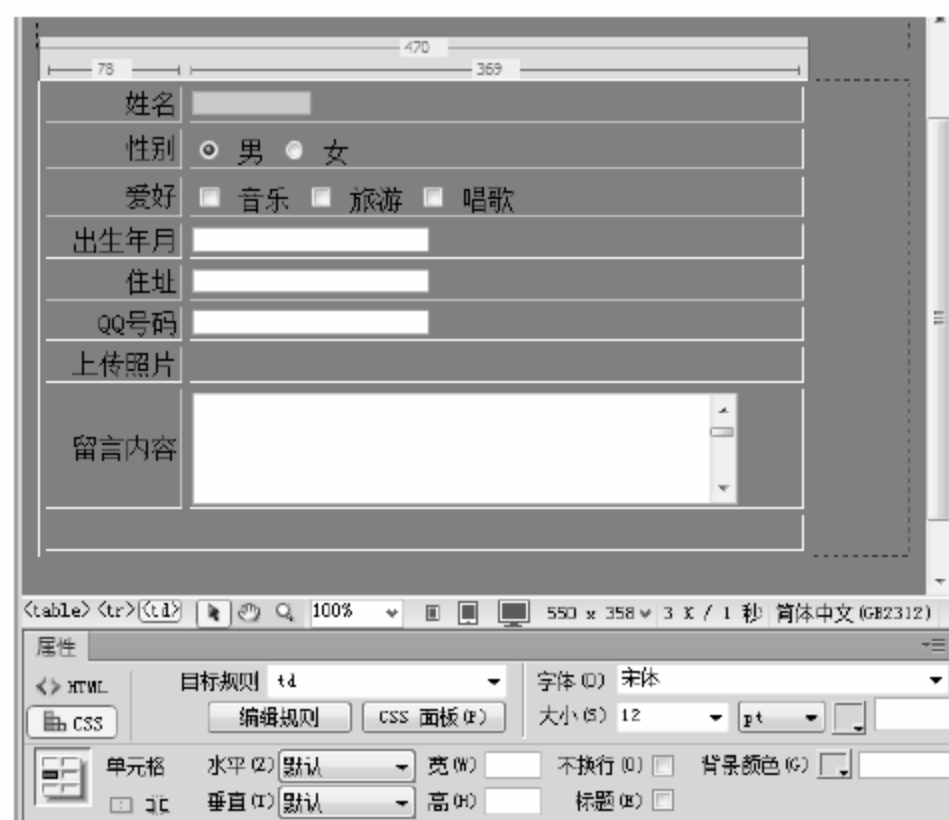 470
78 369
姓名
性别 男 女
爱好 音乐 旅游 唱歌
出生年月
住址
QQ号码
上传照片
留言内容
<table> <tr> <td> 100% 550 x 358 3 K / 1 秒 简体中文(GB2312)
属性
<> HTML 目标规则 td 字体(O) 宋体
CSS 编辑规则 CSS 面板(P) 大小(S) 12 pt
单元格 水平(Z) 默认 宽(W) 不换行(O) 背景颜色(G)
垂直(T) 默认 高(H) 标题(E)